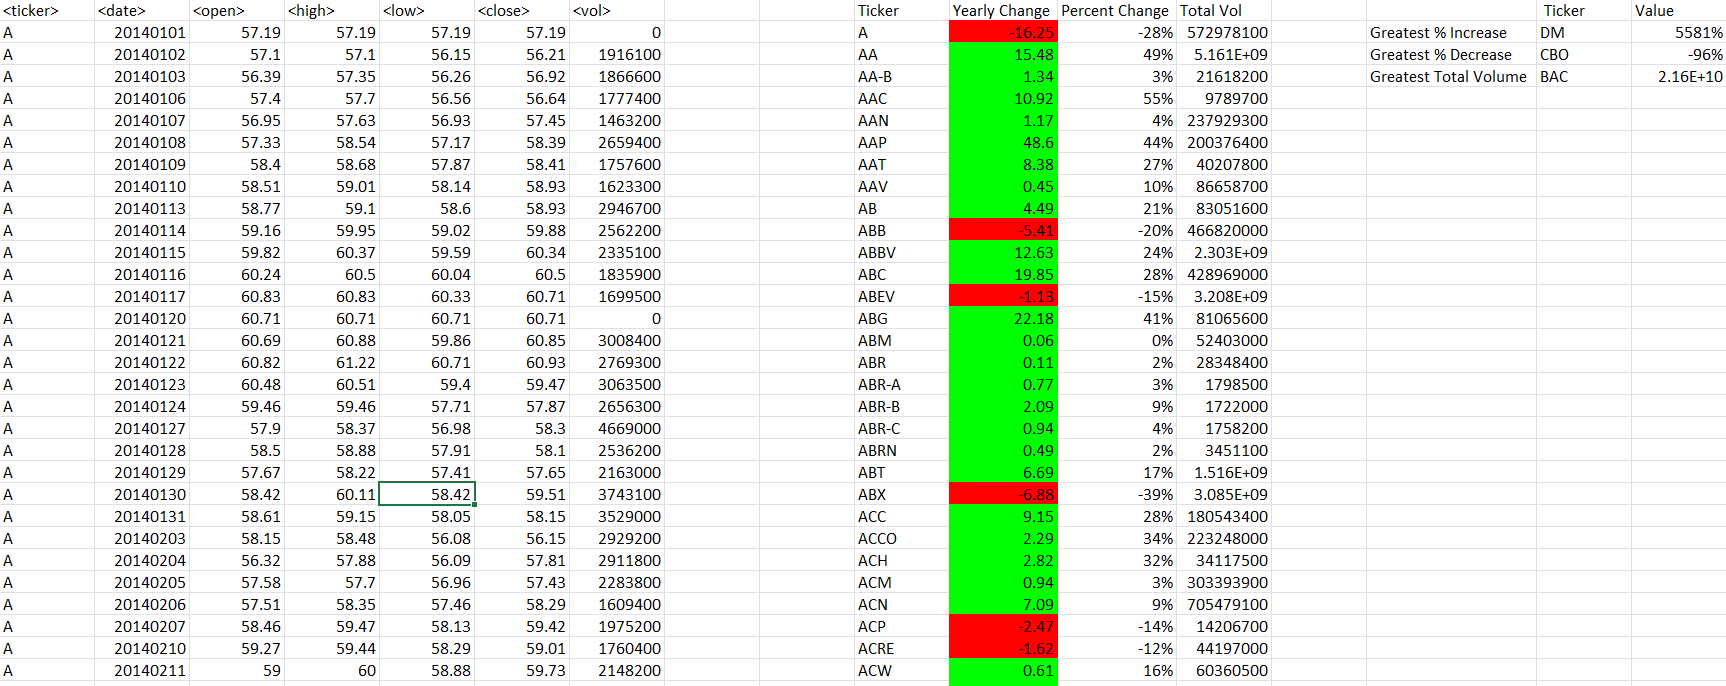 <ticker> <date> <open> <high> <low> <close> <vol> Ticker Yearly Change Percent Change Total Vol Ticker Value
A 20140101 57.19 57.19 57.19 57.19 0 A -16.25 -28% 572978100 Greatest % Increase DM 5581%
A 20140102 57.1 57.1 56.15 56.21 1916100 AA 15.48 49% 5.161E+09 Greatest % Decrease CBO -96%
A 20140103 56.39 57.35 56.26 56.92 1866600 AA-B 1.34 3% 21618200 Greatest Total Volume BAC 2.16E+10
A 20140106 57.4 57.7 56.56 56.64 1777400 AAC 10.92 55% 9789700
A 20140107 56.95 57.63 56.93 57.45 1463200 AAN 1.17 4% 237929300
A 20140108 57.33 58.54 57.17 58.39 2659400 AAP 48.6 44% 200376400
A 20140109 58.4 58.68 57.87 58.41 1757600 AAT 8.38 27% 40207800
A 20140110 58.51 59.01 58.14 58.93 1623300 AAV 0.45 10% 86658700
A 20140113 58.77 59.1 58.6 58.93 2946700 AB 4.49 21% 83051600
A 20140114 59.16 59.95 59.02 59.88 2562200 ABB -5.41 -20% 466820000
A 20140115 59.82 60.37 59.59 60.34 2335100 ABBV 12.63 24% 2.303E+09
A 20140116 60.24 60.5 60.04 60.5 1835900 ABC 19.85 28% 428969000
A 20140117 60.83 60.83 60.33 60.71 1699500 ABEV -1.13 -15% 3.208E+09
A 20140120 60.71 60.71 60.71 60.71 0 ABG 22.18 41% 81065600
A 20140121 60.69 60.88 59.86 60.85 3008400 ABM 0.06 0% 52403000
A 20140122 60.82 61.22 60.71 60.93 2769300 ABR 0.11 2% 28348400
A 20140123 60.48 60.51 59.4 59.47 3063500 ABR-A 0.77 3% 1798500
A 20140124 59.46 59.46 57.71 57.87 2656300 ABR-B 2.09 9% 1722000
A 20140127 57.9 58.37 56.98 58.3 4669000 ABR-C 0.94 4% 1758200
A 20140128 58.5 58.88 57.91 58.1 2536200 ABRN 0.49 2% 3451100
A 20140129 57.67 58.22 57.41 57.65 2163000 ABT 6.69 17% 1.516E+09
A 20140130 58.42 60.11 58.42 59.51 3743100 ABX -6.88 -39% 3.085E+09
A 20140131 58.61 59.15 58.05 58.15 3529000 ACC 9.15 28% 180543400
A 20140203 58.15 58.48 56.08 56.15 2929200 ACCO 2.29 34% 223248000
A 20140204 56.32 57.88 56.09 57.81 2911800 ACH 2.82 32% 34117500
A 20140205 57.58 57.7 56.96 57.43 2283800 ACM 0.94 3% 303393900
A 20140206 57.51 58.35 57.46 58.29 1609400 ACN 7.09 9% 705479100
A 20140207 58.46 59.47 58.13 59.42 1975200 ACP -2.47 -14% 14206700
A 20140210 59.27 59.44 58.29 59.01 1760400 ACRE -1.62 -12% 44197000
A 20140211 59 60 58.88 59.73 2148200 ACW 0.61 16% 60360500